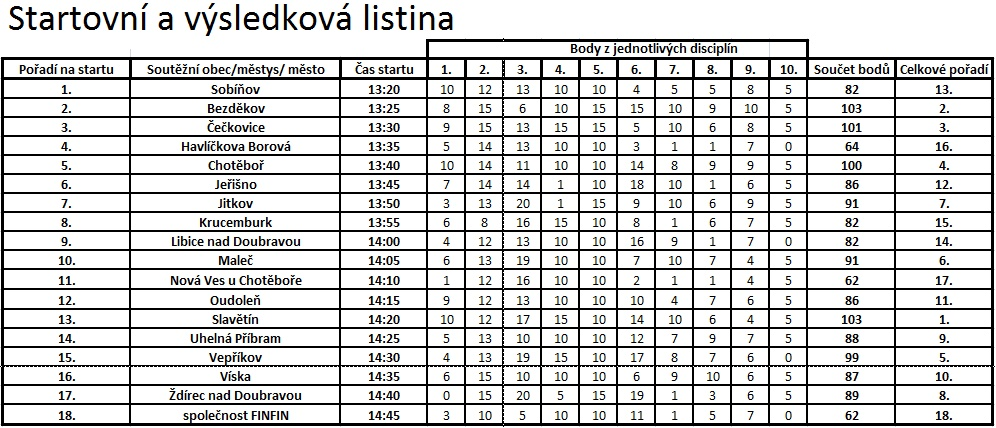 Startovní a výsledková listina
Body z jednotlivých disciplín
Pořadí na startu Soutěžní obec/městys/ město Čas startu 1. 2. 3. 4. 5. 6. 7. 8. 9. 10. Součet bodů Celkové pořadí
1. Sobíňov 13:20 10 12 13 10 10 4 5 5 8 5 82 13.
2. Bezděkov 13:25 8 15 6 10 15 15 10 9 10 5 103 2.
3. Čečkovice 13:30 9 15 13 15 15 5 10 6 8 5 101 3.
4. Havlíčkova Borová 13:35 5 14 13 10 10 3 1 1 7 0 64 16.
5. Chotěboř 13:40 10 14 11 10 10 14 8 9 9 5 100 4.
6. Jeřišno 13:45 7 14 14 1 10 18 10 1 6 5 86 12.
7. Jitkov 13:50 3 13 20 1 15 9 10 6 9 5 91 7.
8. Krucemburk 13:55 6 8 16 15 10 8 1 6 7 5 82 15.
9. Libice nad Doubravou 14:00 4 12 13 10 10 16 9 1 7 0 82 14.
10. Maleč 14:05 6 13 19 10 10 7 10 7 4 5 91 6.
11. Nová Ves u Chotěboře 14:10 1 12 16 10 10 2 1 1 4 5 62 17.
12. Oudoleň 14:15 9 12 13 10 10 10 4 7 6 5 86 11.
13. Slavětín 14:20 10 12 17 15 10 14 10 6 4 5 103 1.
14. Uhelná Příbram 14:25 5 13 10 10 10 12 7 9 7 5 88 9.
15. Vepříkov 14:30 4 13 19 15 10 17 8 7 6 0 99 5.
16. Víska 14:35 6 15 10 10 10 6 9 10 6 5 87 10.
17. Ždírec nad Doubravou 14:40 0 15 20 5 15 19 1 3 6 5 89 8.
18. společnost FINFIN 14:45 3 10 5 10 10 11 1 5 7 0 62 18.